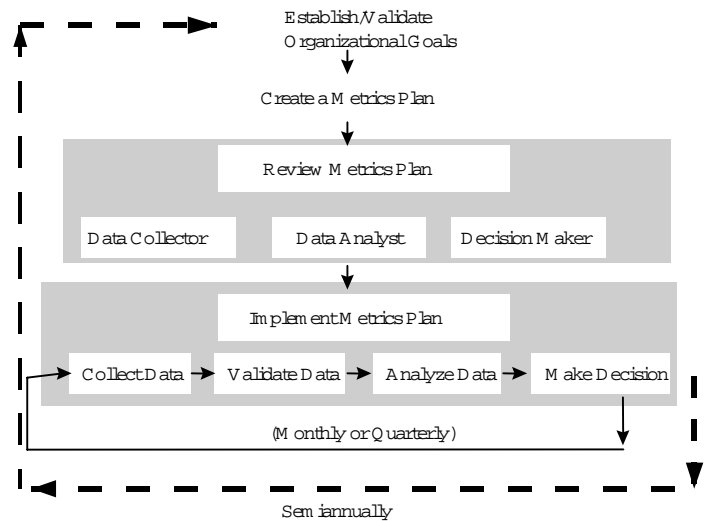 Establish/Validate
Organizational Goals
Create a Metrics Plan
Review Metrics Plan
Data Collector
Data Analyst
Decision Maker
Implement Metrics Plan
Collect Data
Validate Data
Analyze Data
Make Decision
(Monthly or Quarterly)
Semiannually